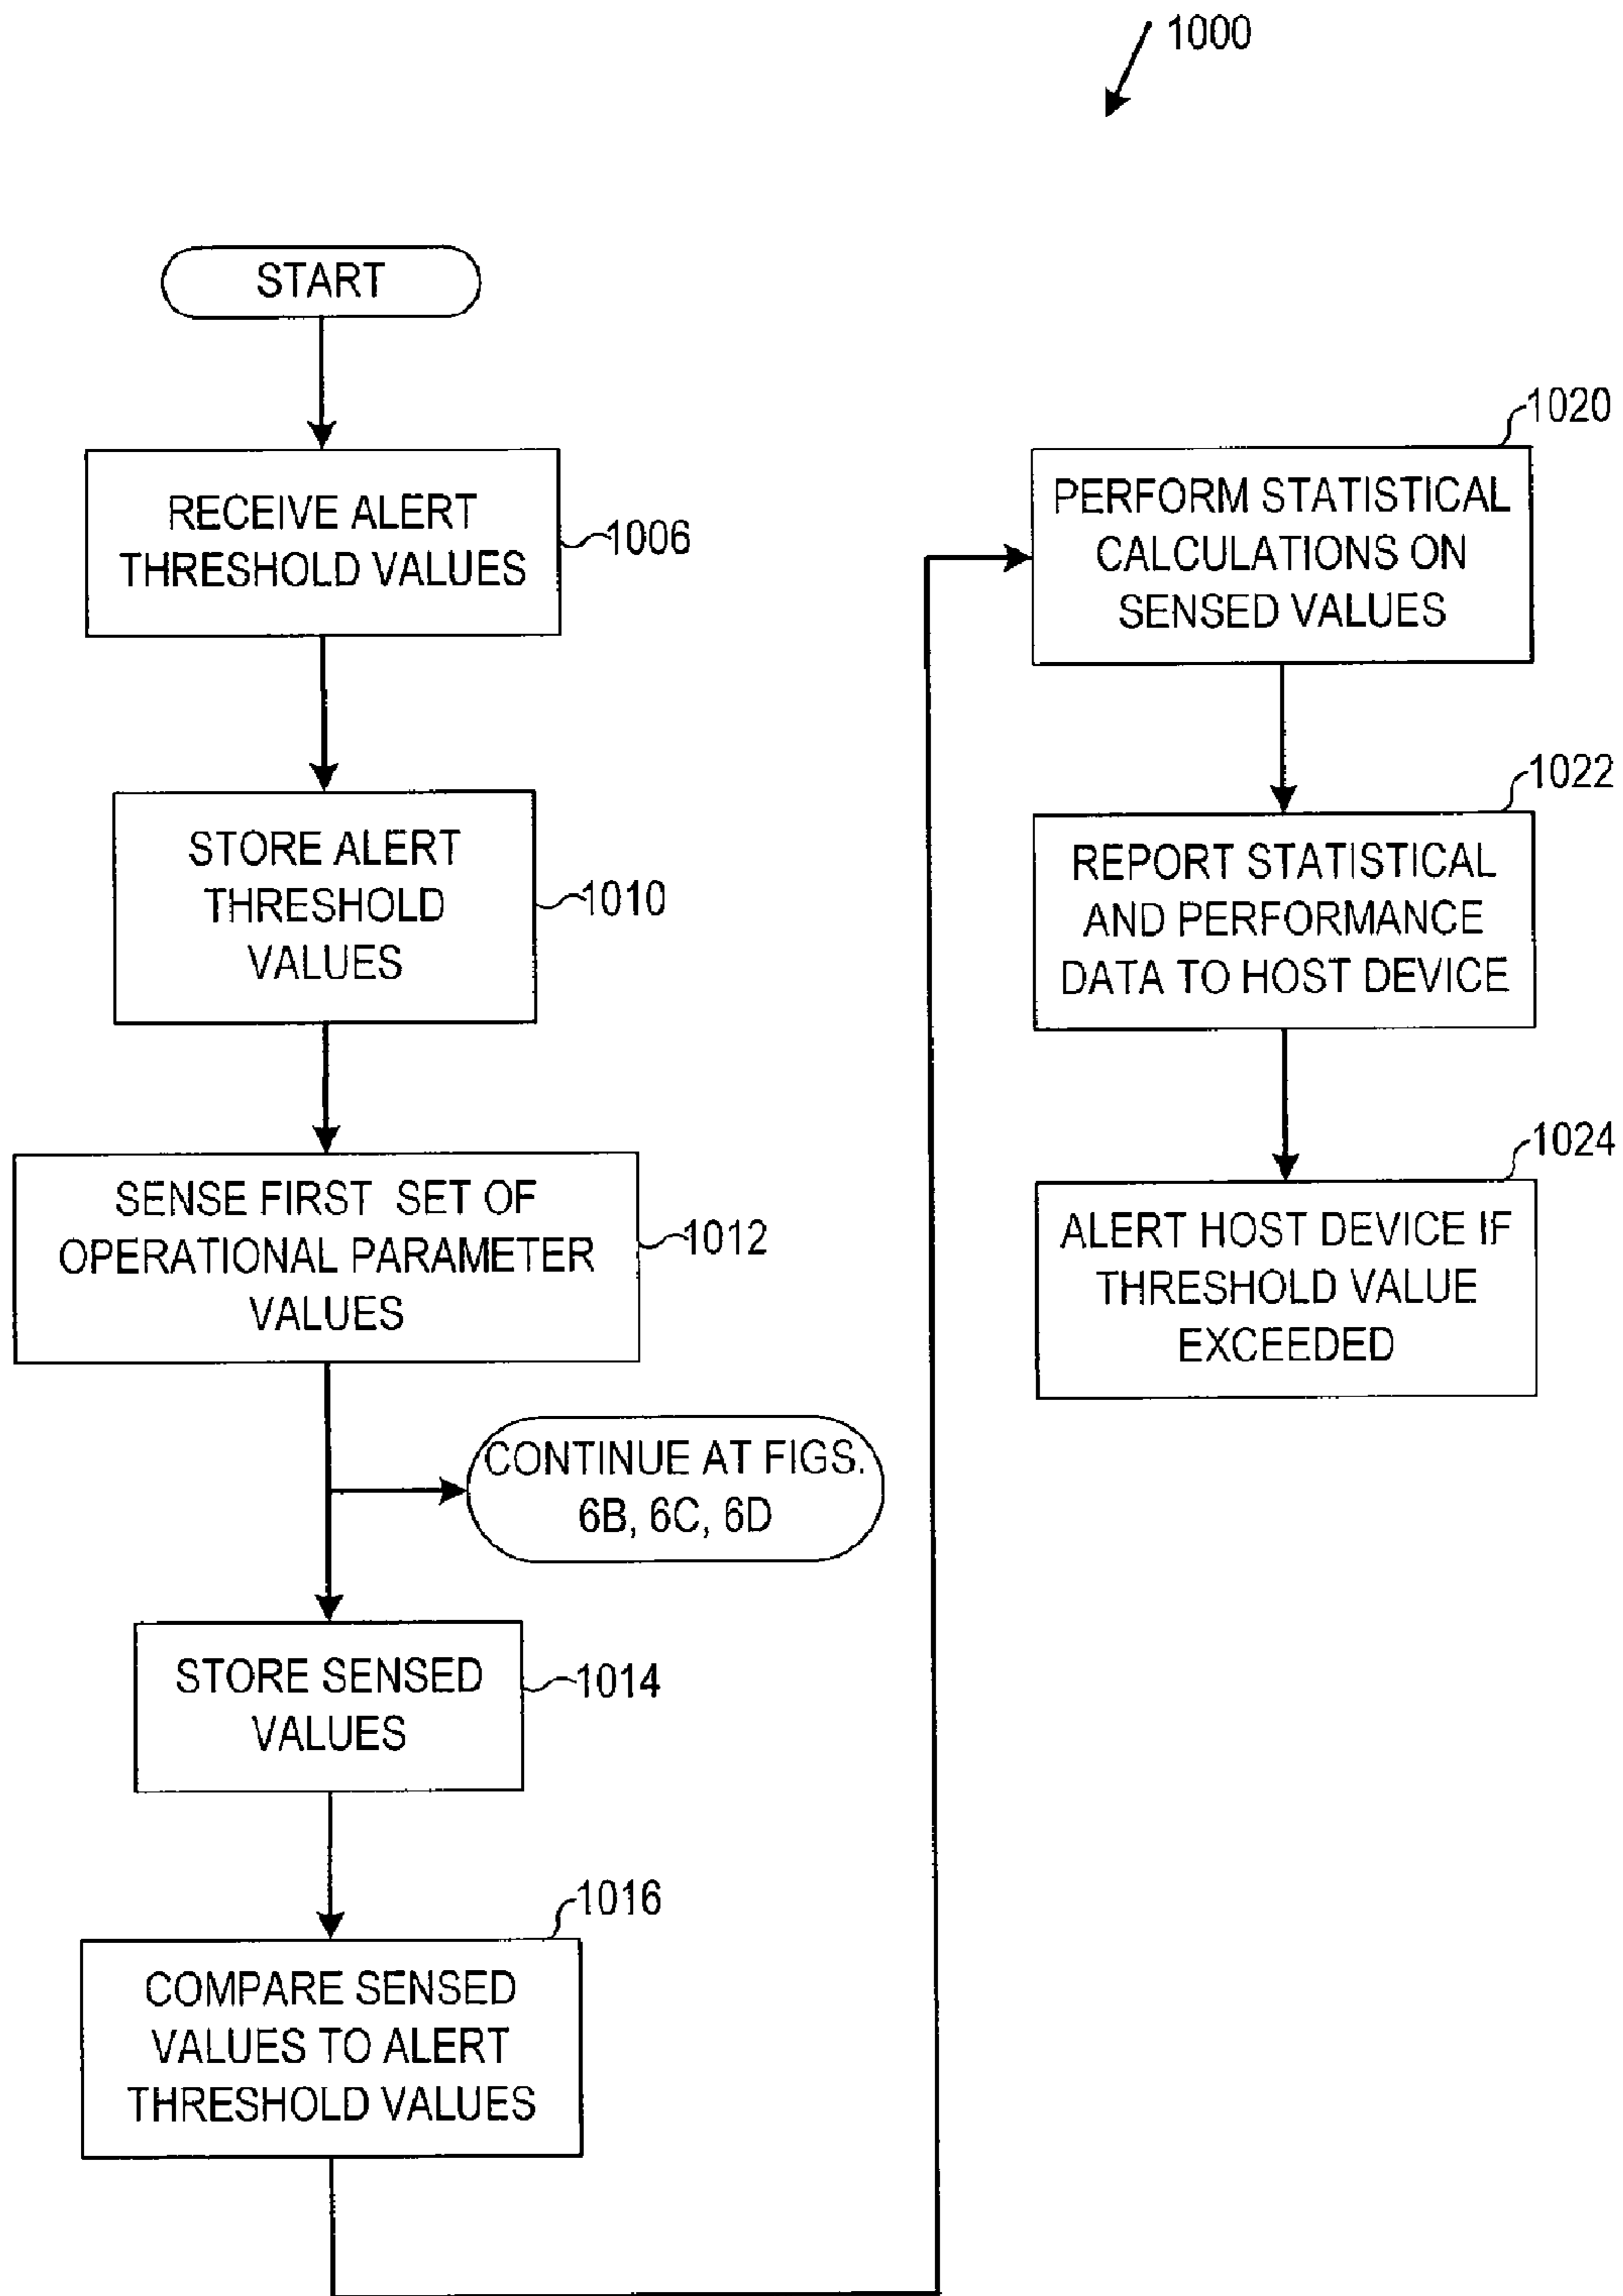 1000
START
RECEIVE ALERT
THRESHOLD VALUES
1006
STORE ALERT
THRESHOLD
VALUES
1010
SENSE FIRST SET OF
OPERATIONAL PARAMETER
VALUES
1012
CONTINUE AT FIGS.
6B, 6C, 6D
STORE SENSED
VALUES
1014
1016
COMPARE SENSED
VALUES TO ALERT
THRESHOLD VALUES
1020
PERFORM STATISTICAL
CALCULATIONS ON
SENSED VALUES
1022
REPORT STATISTICAL
AND PERFORMANCE
DATA TO HOST DEVICE
1024
ALERT HOST DEVICE IF
THRESHOLD VALUE
EXCEEDED